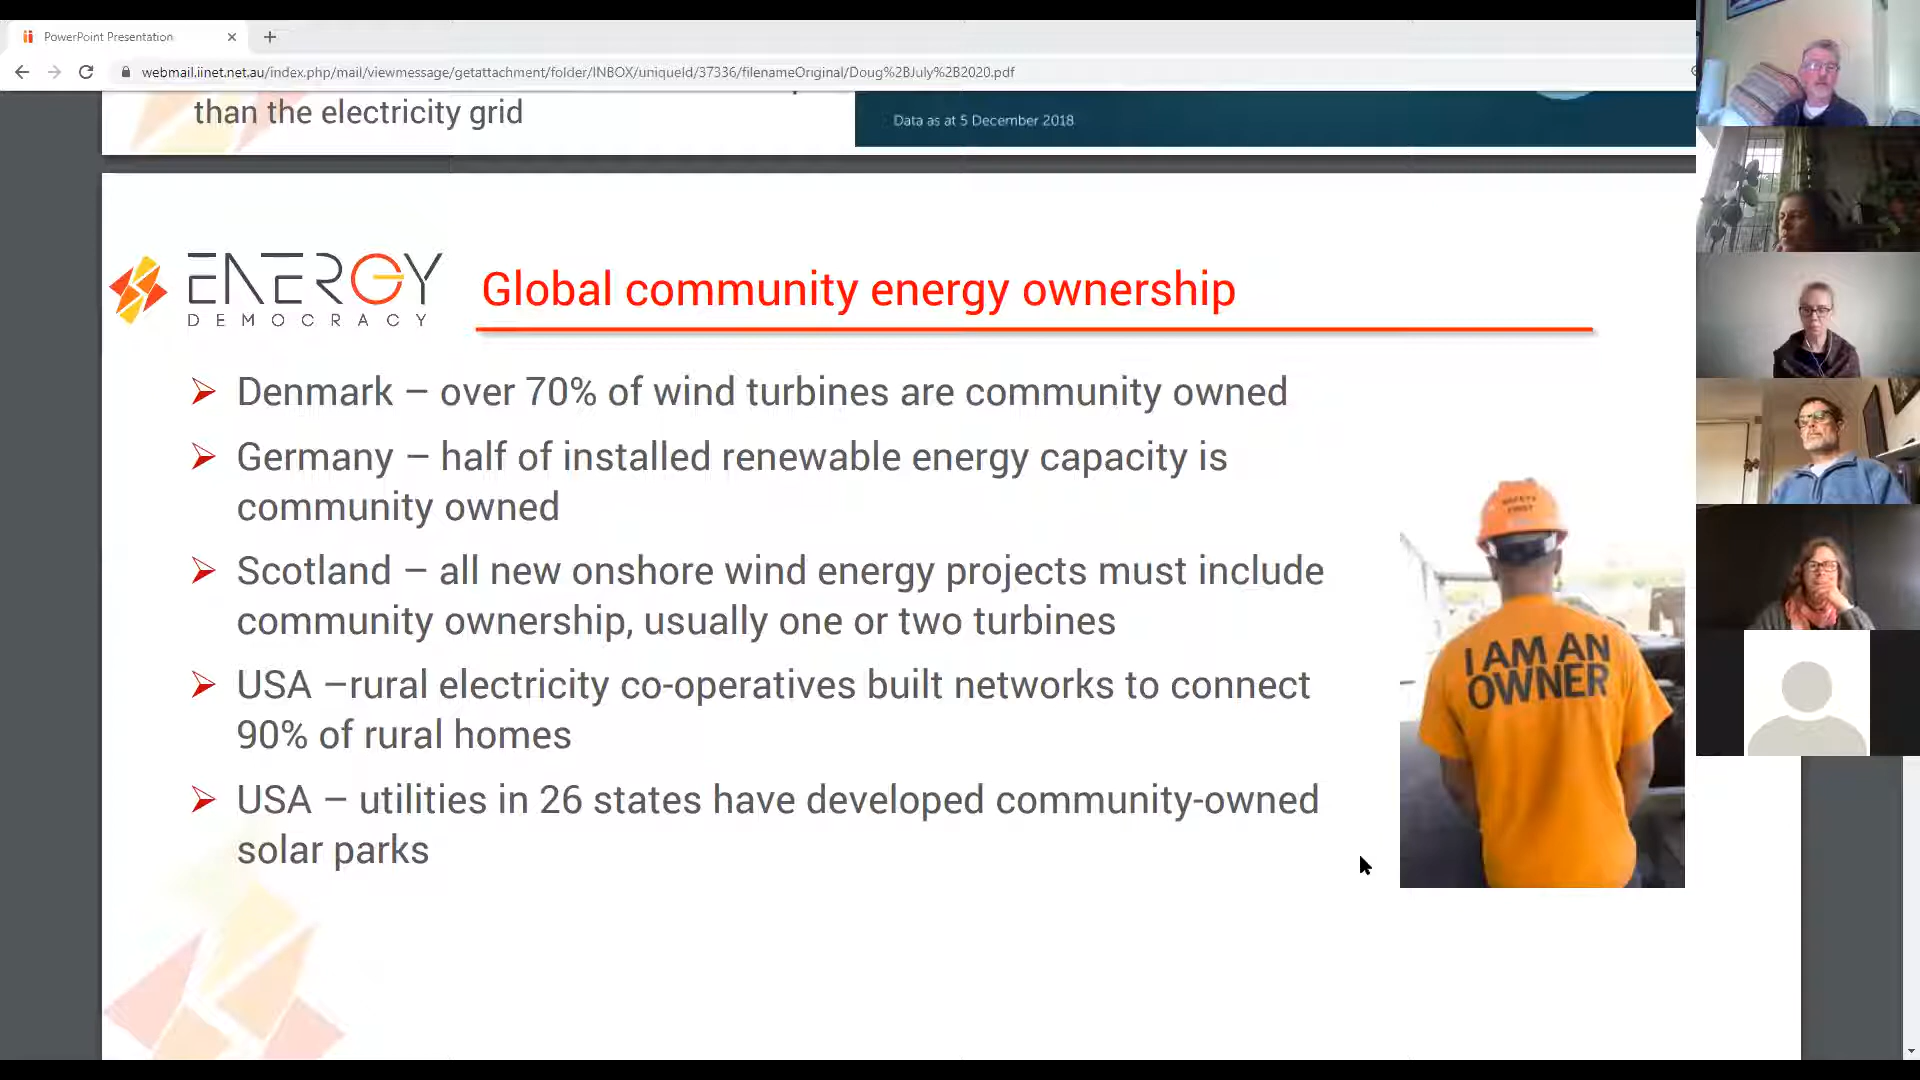 PowerPoint Presentation
webmail.iinet.net.au/index.php/mail/viewmessage/getattachment/folder/INBOX/uniqueId/37336/filenameOriginal/Doug%2BJuly%2B2020.pdf
than the electricity grid
Data as at 5 December 2018
ENERGY
DEMOCRACY
Global community energy ownership
Denmark – over 70% of wind turbines are community owned
Germany – half of installed renewable energy capacity is
community owned
Scotland – all new onshore wind energy projects must include
community ownership, usually one or two turbines
USA –rural electricity co-operatives built networks to connect
90% of rural homes
USA – utilities in 26 states have developed community-owned
solar parks
SAFETY
FIRST
I AM AN
OWNER